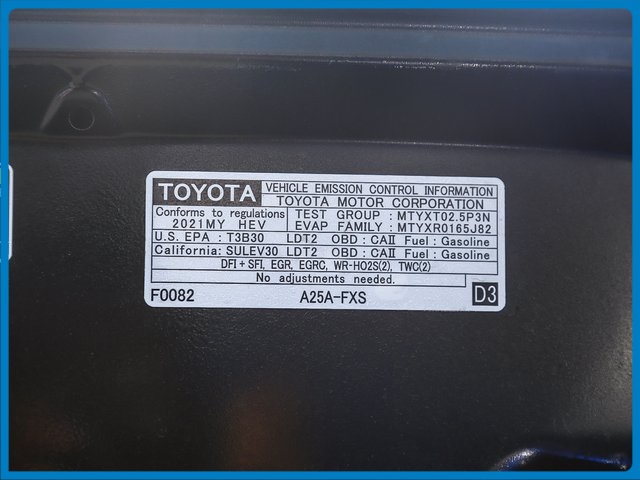 TOYOTA
VEHICLE EMISSION CONTROL INFORMATION
TOYOTA MOTOR CORPORATION
Conforms to regulations
2021MY HEV
TEST GROUP : MTYXT02.5P3N
EVAP FAMILY : MTYXR0165J82
U.S. EPA : T3B30 LDT2 OBD : CAII Fuel : Gasoline
California: SULEV30 LDT2 OBD : CAII Fuel : Gasoline
DFI + SFI, EGR, EGRC, WR-HO2S(2), TWC(2)
No adjustments needed.
F0082 A25A-FXS D3